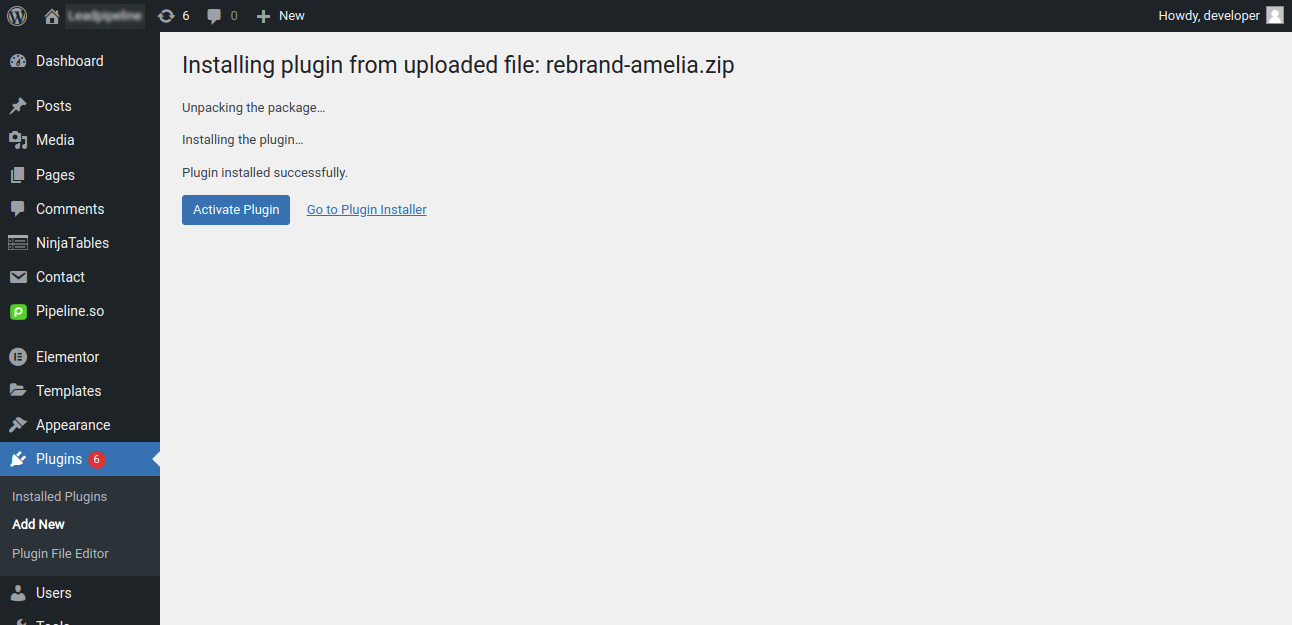 6 0 New Howdy, developer
Dashboard
Posts
Media
Pages
Comments
NinjaTables
Contact
Pipeline.so
Elementor
Templates
Appearance
Plugins 6
Installed Plugins
Add New
Plugin File Editor
Users
Tools
Installing plugin from uploaded file: rebrand-amelia.zip
Unpacking the package…
Installing the plugin…
Plugin installed successfully.
Activate Plugin Go to Plugin Installer